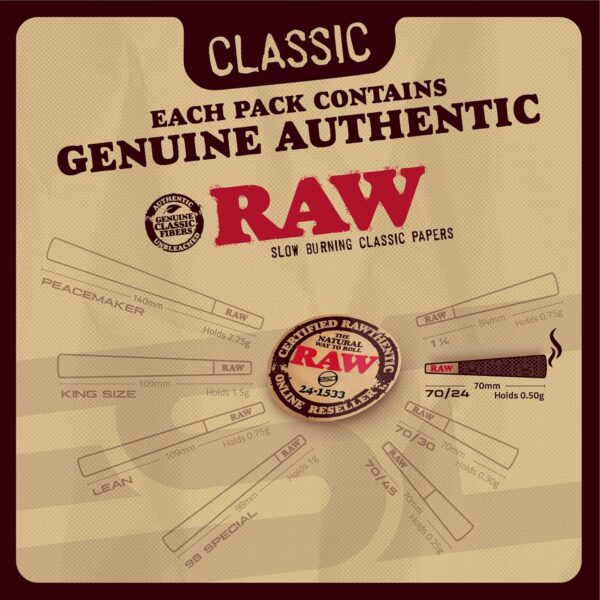 CLASSIC
EACH PACK CONTAINS
GENUINE AUTHENTIC
AUTHENTIC
GENUINE
CLASSIC
FIBERS
UNBLEACHED
RAW
SLOW BURNING CLASSIC PAPERS
PEACEMAKER
140mm
RAW
Holds 2.25g
KING SIZE
109mm
RAW
Holds 1.5g
LEAN
109mm
RAW
Holds 0.75g
98 SPECIAL
98mm
RAW
Holds 1g
CERTIFIED RAWTHENTIC
THE
NATURAL
WAY TO ROLL
RAW
24-1533
ONLINE RESELLER
RAW
1 ¼
84mm
Holds 0.75g
RAW
70/24
70mm
Holds 0.50g
RAW
70/30
70mm
Holds 0.30g
RAW
70/45
70mm
Holds 0.25g